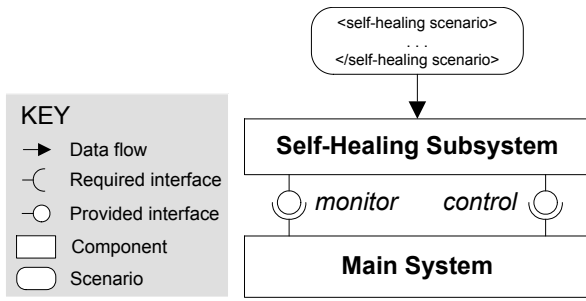 <self-healing scenario>
. . .
</self-healing scenario>
KEY
Data flow
Required interface
Provided interface
Component
Scenario
Self-Healing Subsystem
monitor control
Main System